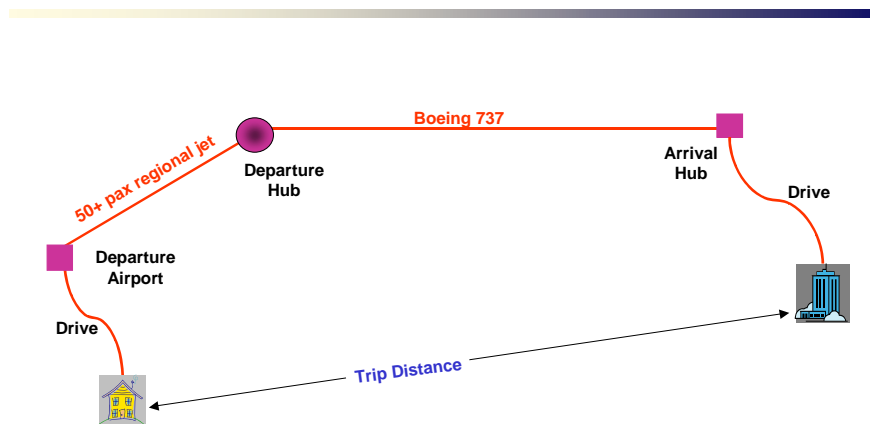 Boeing 737
50+ pax regional jet
Departure
Hub
Arrival
Hub
Drive
Departure
Airport
Drive
Trip Distance